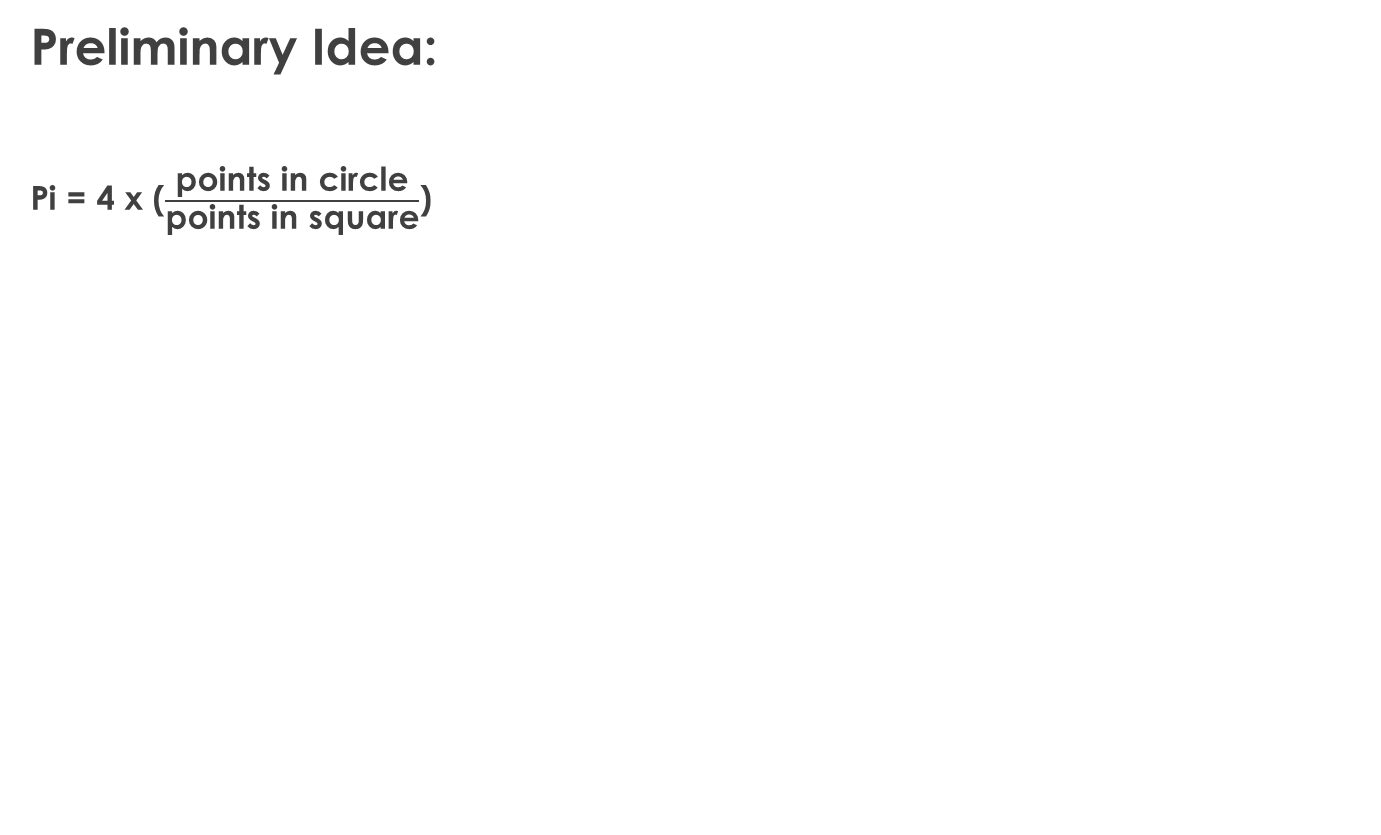 Preliminary Idea:
Pi = 4 x (points in circle
points in square)